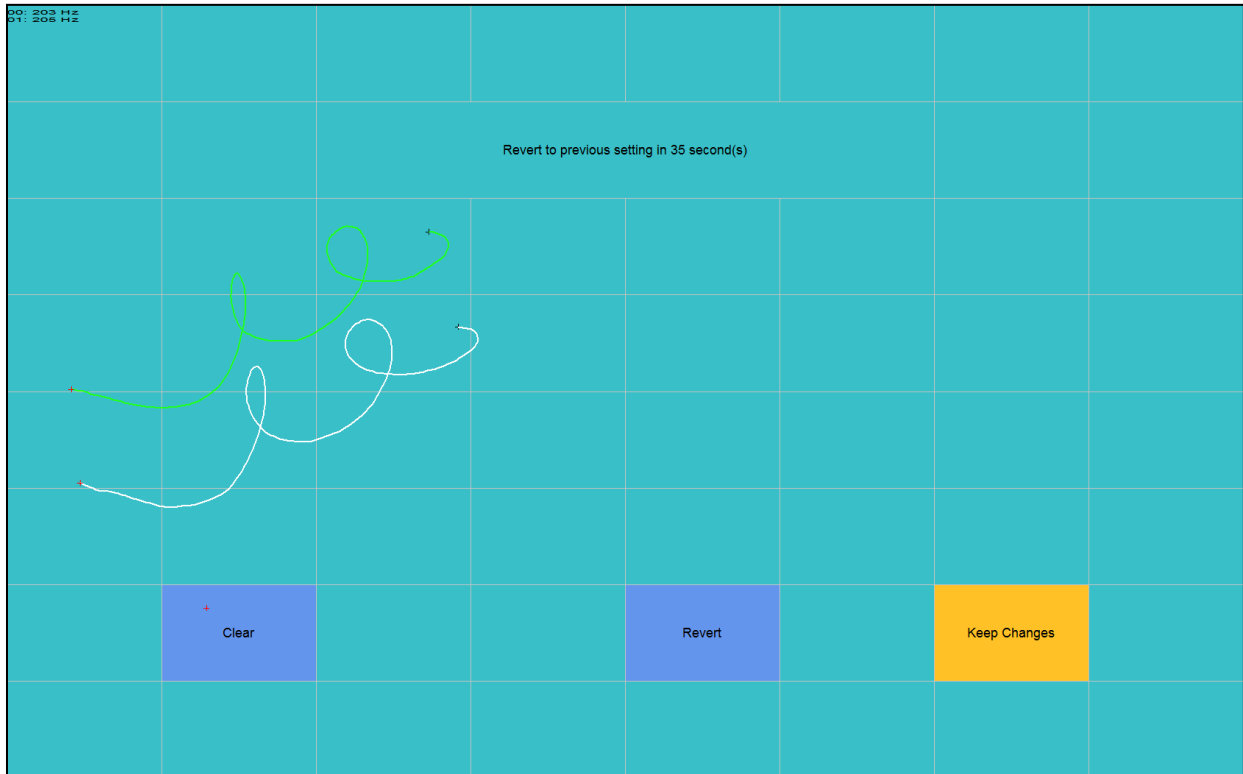 00: 203 Hz
01: 205 Hz
Revert to previous setting in 35 second(s)
Clear
Revert
Keep Changes